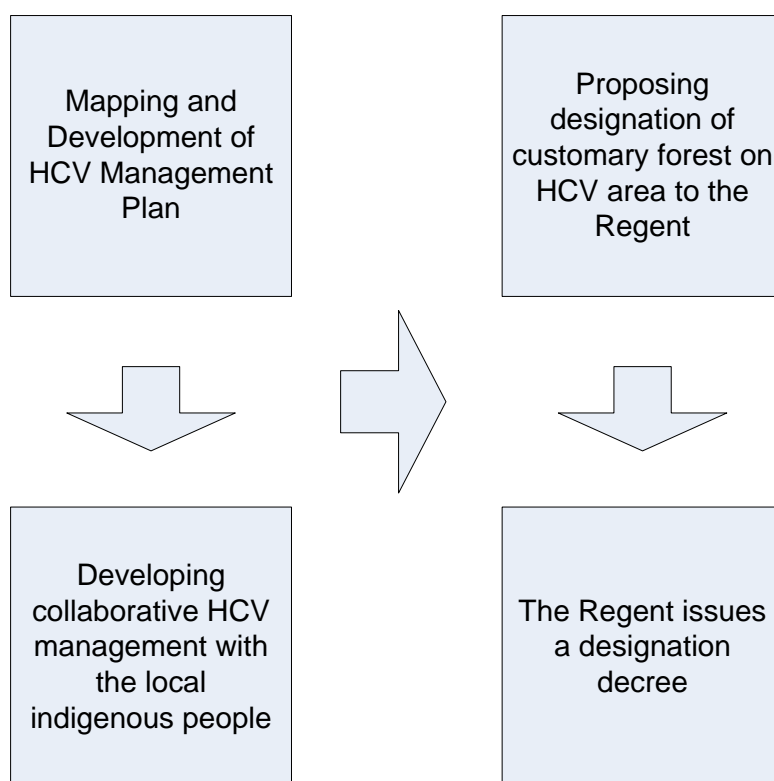 Mapping and
Development of
HCV Management
Plan
Developing
collaborative HCV
management with
the local
indigenous people
Proposing
designation of
customary forest on
HCV area to the
Regent
The Regent issues
a designation
decree